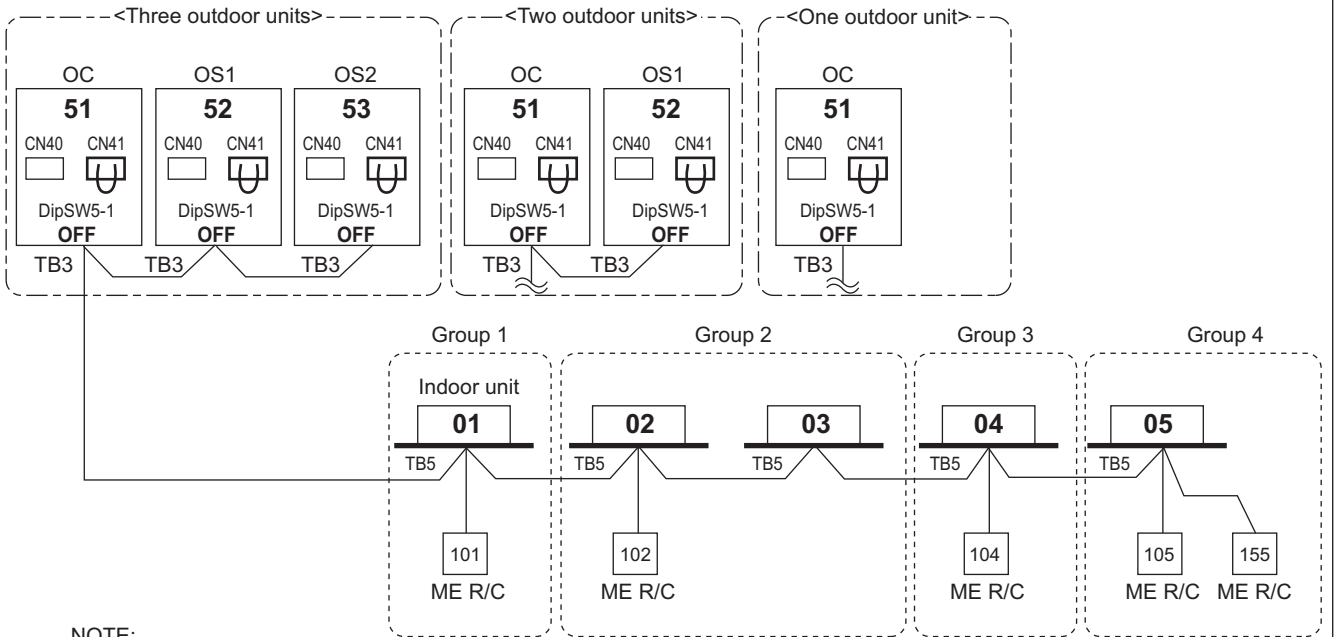 <Three outdoor units>
<Two outdoor units>
<One outdoor unit>
OC OS1 OS2 OC OS1 OC
51 52 53 51 52 51
CN40 CN41 CN40 CN41 CN40 CN41 CN40 CN41 CN40 CN41 CN40 CN41
DipSW5-1 DipSW5-1 DipSW5-1 DipSW5-1 DipSW5-1 DipSW5-1
OFF OFF OFF OFF OFF OFF
TB3 TB3 TB3 TB3 TB3 TB3
Group 1 Group 2 Group 3 Group 4
Indoor unit
01 02 03 04 05
TB5 TB5 TB5 TB5 TB5
101 102 104 105 155
ME R/C ME R/C ME R/C ME R/C ME R/C
NOTE: